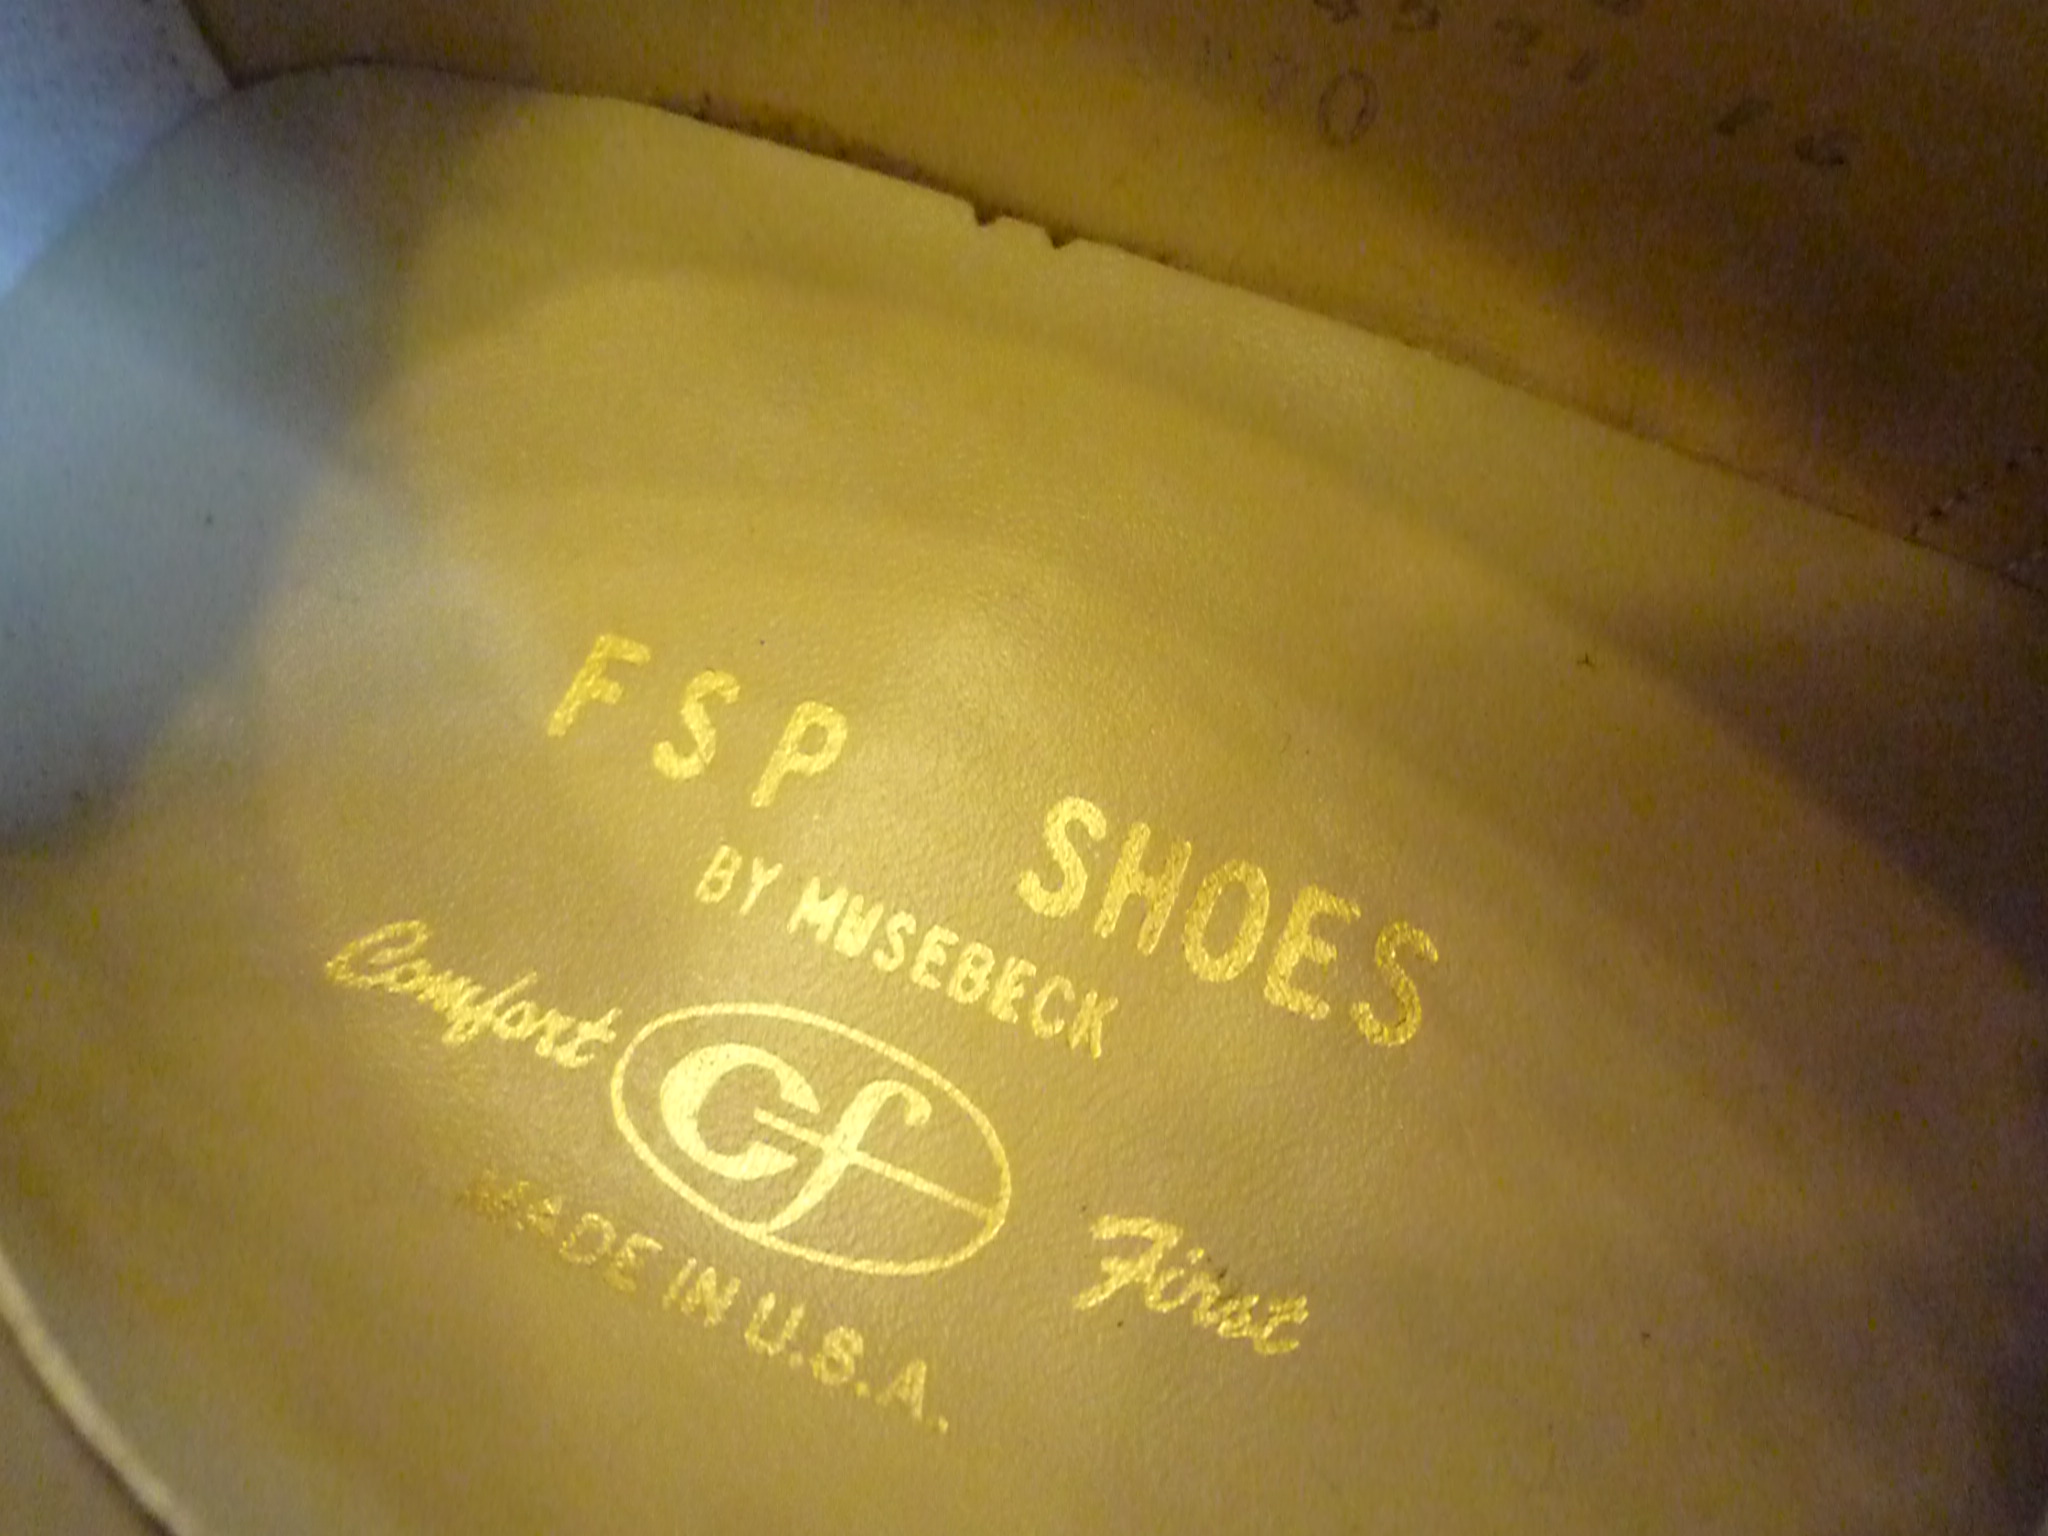 FSP SHOES
BY MUSEBECK
Comfort cf First
MADE IN U.S.A.